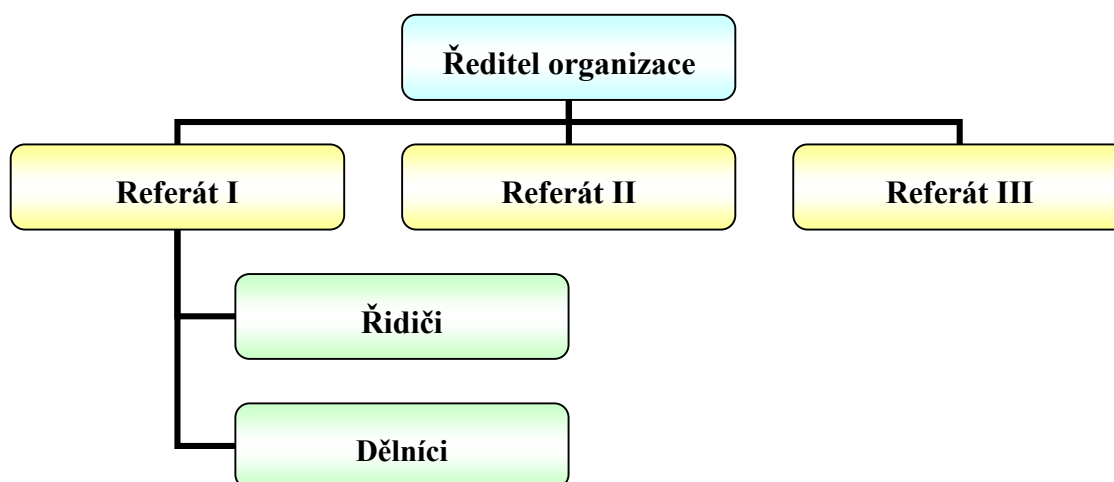 Ředitel organizace
Referát I
Referát II
Referát III
Řidiči
Dělníci